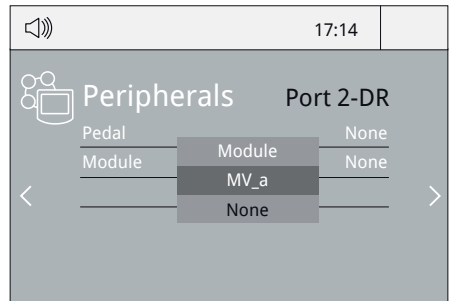 17:14
Peripherals Port 2-DR
Pedal None
Module None
Module
MV_a
None